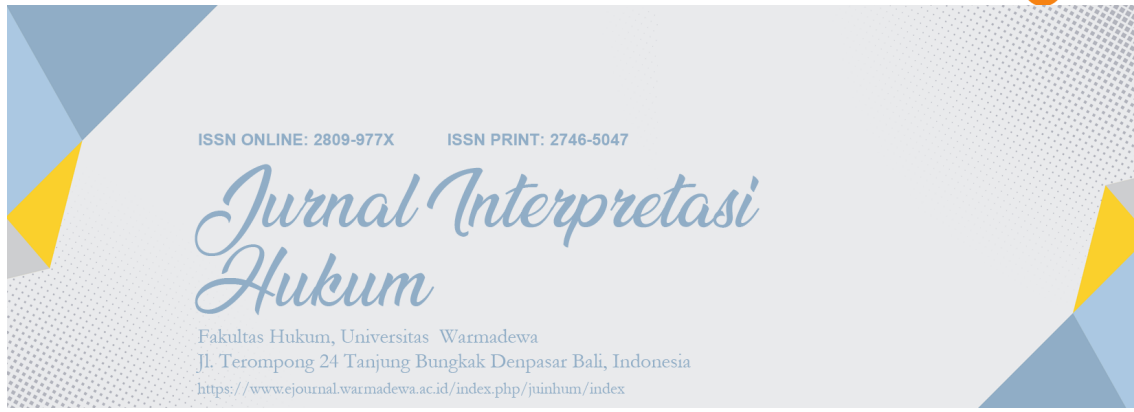 ISSN ONLINE: 2809-977X ISSN PRINT: 2746-5047
Jurnal Interpretasi
Hukum
Fakultas Hukum, Universitas Warmadewa
Jl. Terompong 24 Tanjung Bungkak Denpasar Bali, Indonesia
https://www.ejournal.warmadewa.ac.id/index.php/juinhum/index